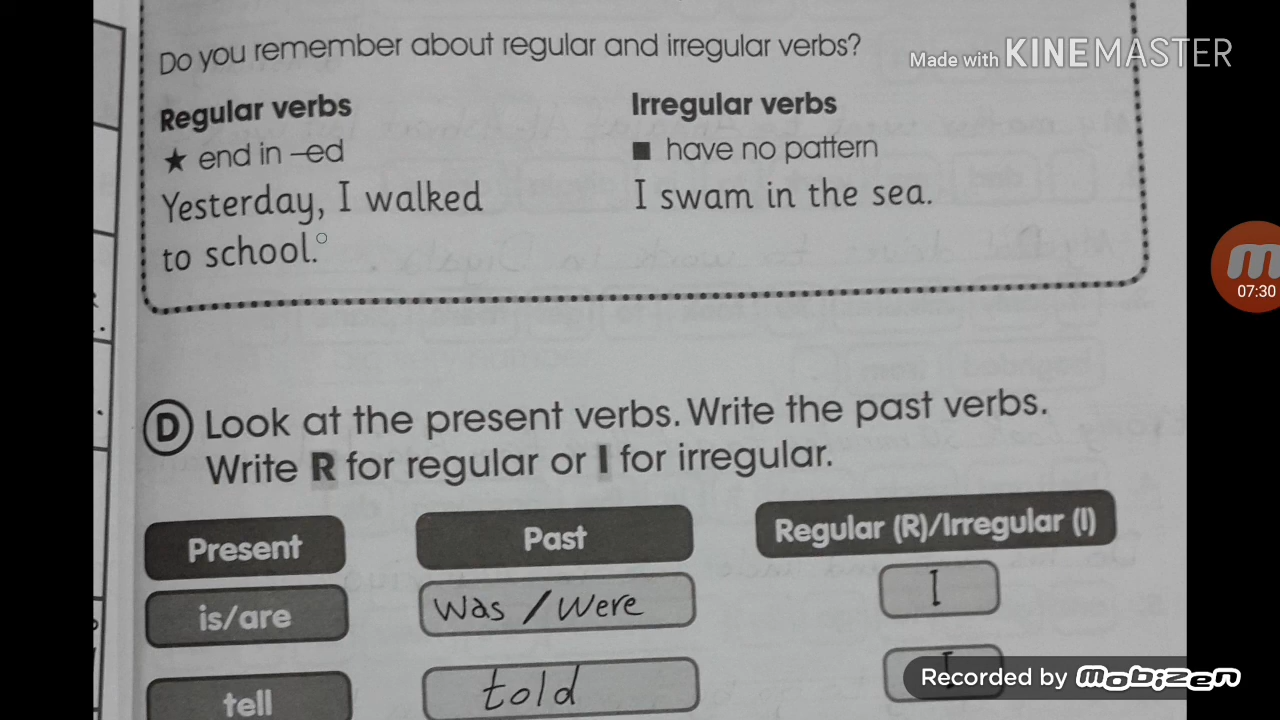 Do you remember about regular and irregular verbs?
Made with KINEMASTER
Regular verbs
★ end in –ed
Yesterday, I walked
to school.
Irregular verbs
■ have no pattern
I swam in the sea.
07:30
D Look at the present verbs. Write the past verbs.
Write R for regular or I for irregular.
Present Past Regular (R)/Irregular (I)
is/are was / were I
tell told I
Recorded by mobizen